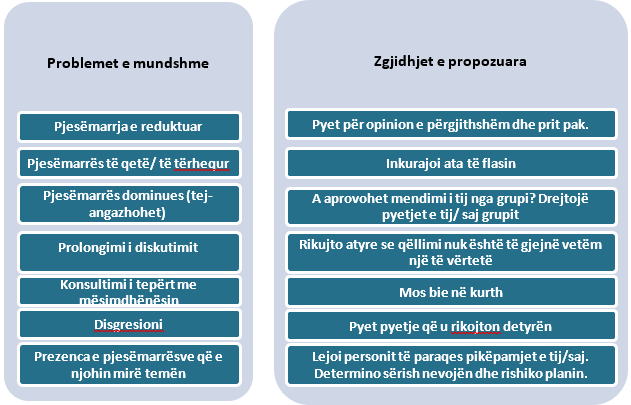 Problemet e mundshme
Pjesëmarrja e reduktuar
Pjesëmarrës të qetë/ të tërhequr
Pjesëmarrës dominues (tej-
angazhohet)
Prolongimi i diskutimit
Konsultimi i tepërt me
mësimdhënësin
Disgresioni
Prezenca e pjesëmarrësve që e
njohin mirë temën
Zgjidhjet e propozuara
Pyet për opinion e përgjithshëm dhe prit pak.
Inkurajoi ata të flasin
A aprovohet mendimi i tij nga grupi? Drejtojë
pyetjet e tij/ saj grupit
Rikujto atyre se qëllimi nuk është të gjejnë vetëm
një të vërtetë
Mos bie në kurth
Pyet pyetje që u rikojton detyrën
Lejoi personit të paraqes pikëpamjet e tij/saj.
Determino sërish nevojën dhe rishiko planin.